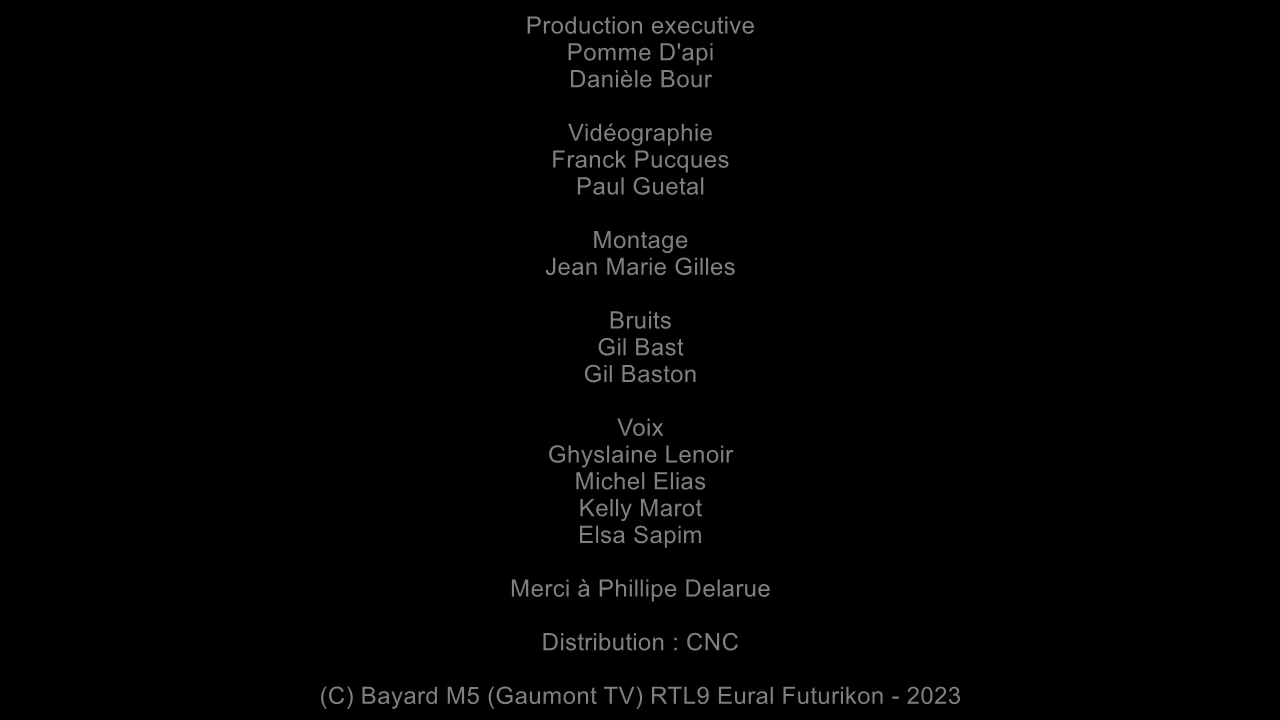 Production executive
Pomme D'api
Danièle Bour
Vidéographie
Franck Pucques
Paul Guetal
Montage
Jean Marie Gilles
Bruits
Gil Bast
Gil Baston
Voix
Ghyslaine Lenoir
Michel Elias
Kelly Marot
Elsa Sapim
Merci à Phillipe Delarue
Distribution : CNC
(C) Bayard M5 (Gaumont TV) RTL9 Eural Futurikon - 2023